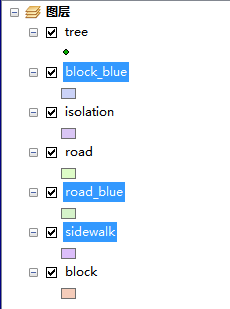 图层
tree
block_blue
isolation
road
road_blue
sidewalk
block